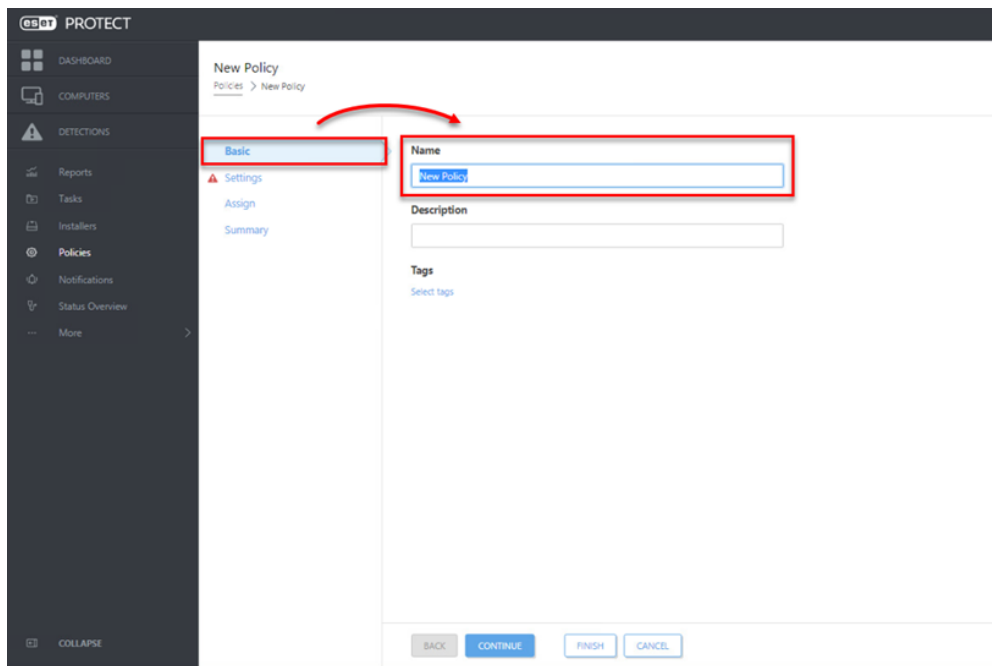 eset PROTECT
DASHBOARD
COMPUTERS
DETECTIONS
Reports
Tasks
Installers
Policies
Notifications
Status Overview
More
COLLAPSE
New Policy
Policies > New Policy
Basic
Settings
Assign
Summary
Name
New Policy
Description
Tags
Select tags
BACK CONTINUE FINISH CANCEL